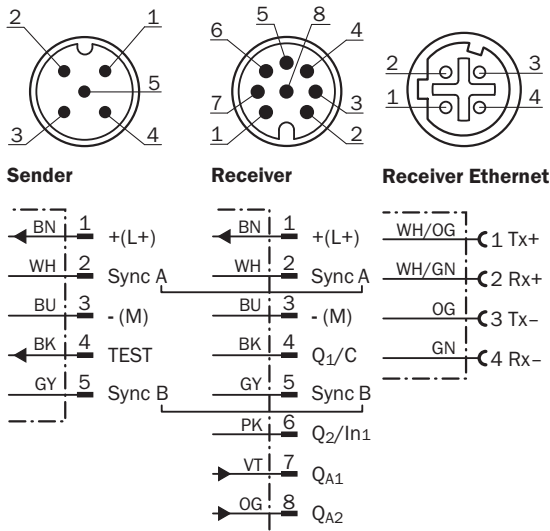 2 1
5
3 4
5 8
6 4
7 3
1 2
2 3
1 4
Sender
BN 1 +(L+)
WH 2 Sync A
BU 3 - (M)
BK 4 TEST
GY 5 Sync B
Receiver
BN 1 +(L+)
WH 2 Sync A
BU 3 - (M)
BK 4 Q1/C
GY 5 Sync B
PK 6 Q2/In1
VT 7 QA1
OG 8 QA2
Receiver Ethernet
WH/OG 1 Tx+
WH/GN 2 Rx+
OG 3 Tx–
GN 4 Rx–